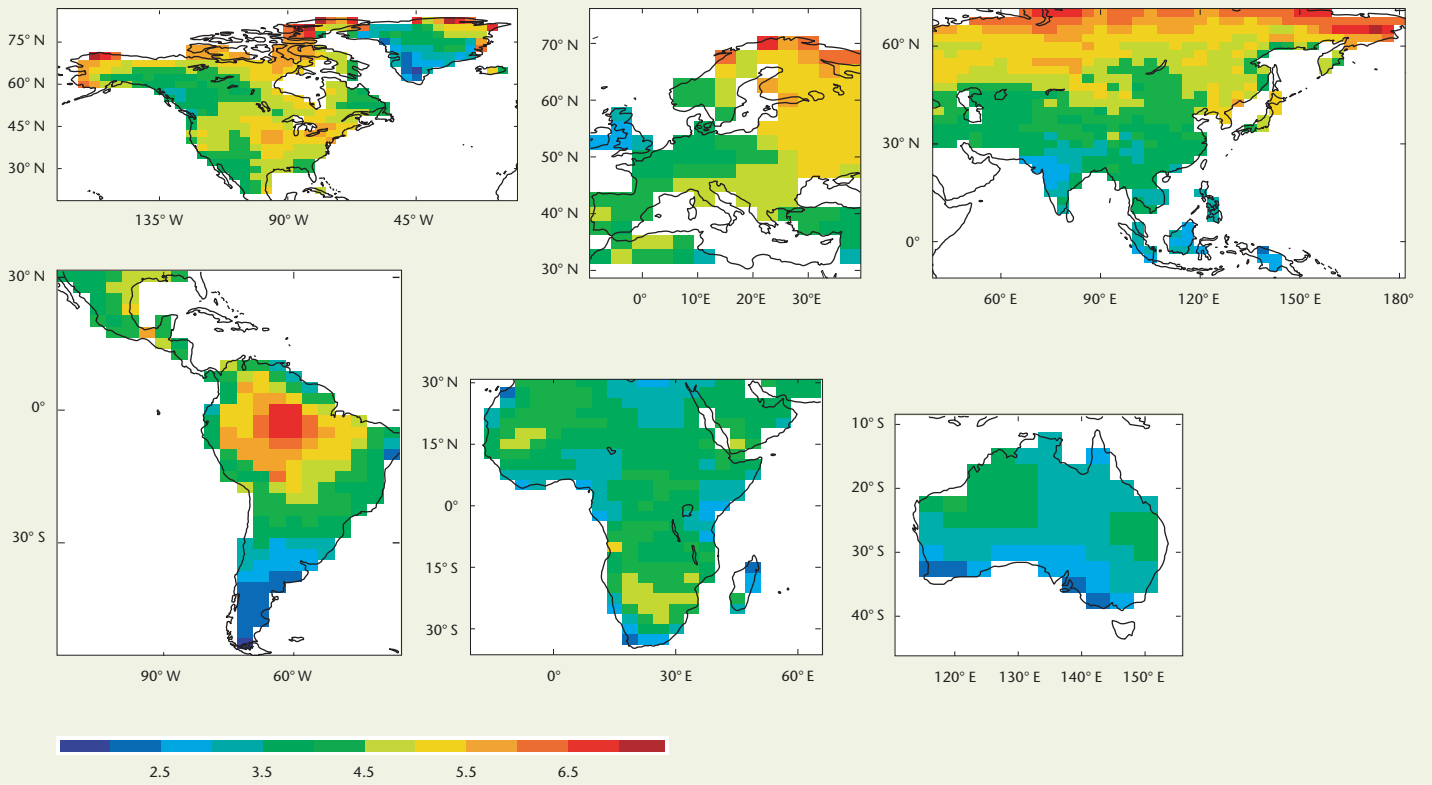 75° N
60° N
45° N
30° N
135° W 90° W 45° W
70° N
60° N
50° N
40° N
30° N
0° 10° E 20° E 30° E
60° N
30° N
0°
60° E 90° E 120° E 150° E 180°
30° N
0°
30° S
90° W 60° W
30° N
15° N
0°
15° S
30° S
0° 30° E 60° E
10° S
20° S
30° S
40° S
120° E 130° E 140° E 150° E
2.5 3.5 4.5 5.5 6.5